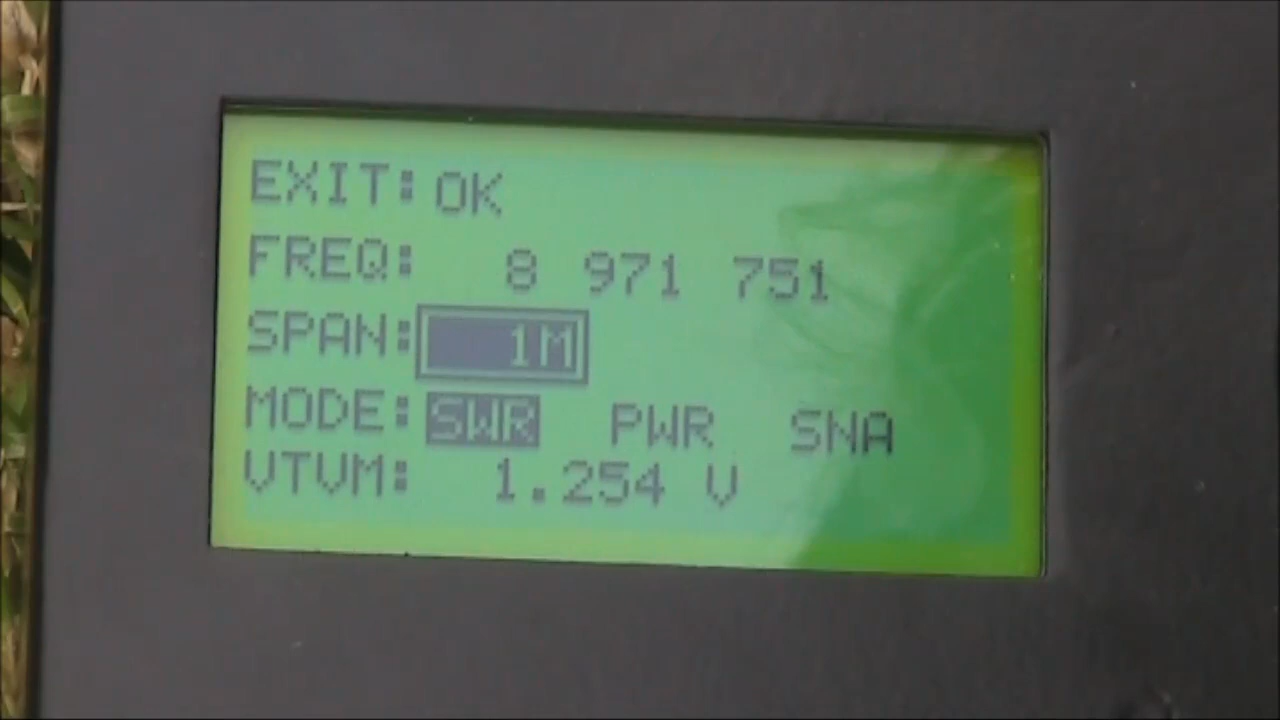 EXIT: OK
FREQ: 8 971 751
SPAN: 1M
MODE: SWR PWR SNA
VTVM: 1.254 V